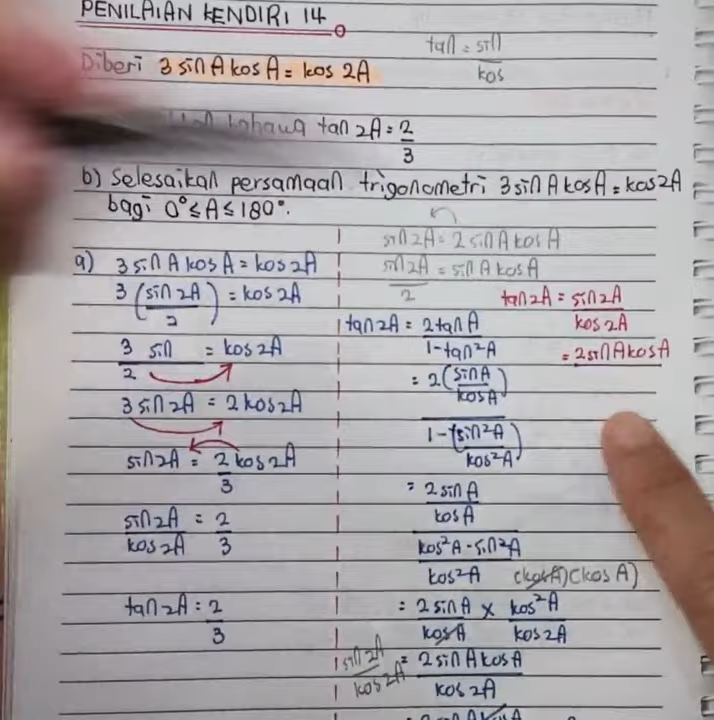 PENILAIAN KENDIRI 14
tan = sin
kos
Diberi 3 sin A kos A = kos 2A
bahawa tan 2A = 2
3
b) Selesaikan persamaan trigonometri 3 sin A kos A = kos 2A
bagi 0° ≤ A ≤ 180°.
a) 3 sin A kos A = kos 2A
3 (sin 2A) = kos 2A
2
3 sin = kos 2A
2
3 sin 2A = 2 kos 2A
sin 2A = 2 kos 2A
3
sin 2A = 2
kos 2A 3
tan 2A = 2
3
sin 2A = 2 sin A kos A
sin 2A = sin A kos A
2
tan 2A = sin 2A
kos 2A
= 2 sin A kos A
tan 2A = 2 tan A
1 - tan² A
= 2 (sin A)
kos A
1 - (sin² A)
kos² A
= 2 sin A
kos A
kos² A - sin² A
kos² A (kos A)(kos A)
= 2 sin A × kos² A
kos A kos 2A
sin 2A = 2 sin A kos A
kos 2A kos 2A